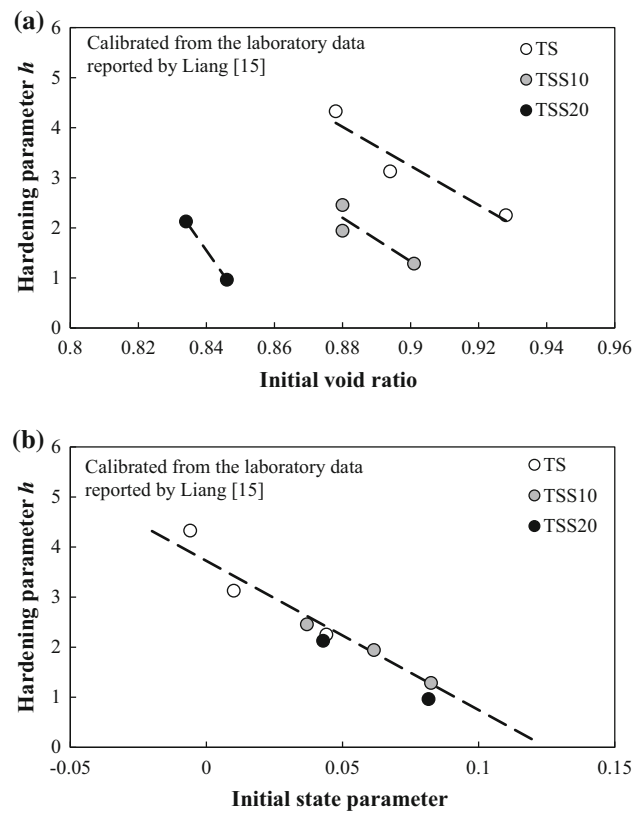 (a)
6
Calibrated from the laboratory data
reported by Liang [15]
TS
TSS10
TSS20
5
4
3
2
1
0
Hardening parameter h
0.8 0.82 0.84 0.86 0.88 0.9 0.92 0.94 0.96
Initial void ratio
(b)
6
Calibrated from the laboratory data
reported by Liang [15]
TS
TSS10
TSS20
5
4
3
2
1
0
Hardening parameter h
-0.05 0 0.05 0.1 0.15
Initial state parameter